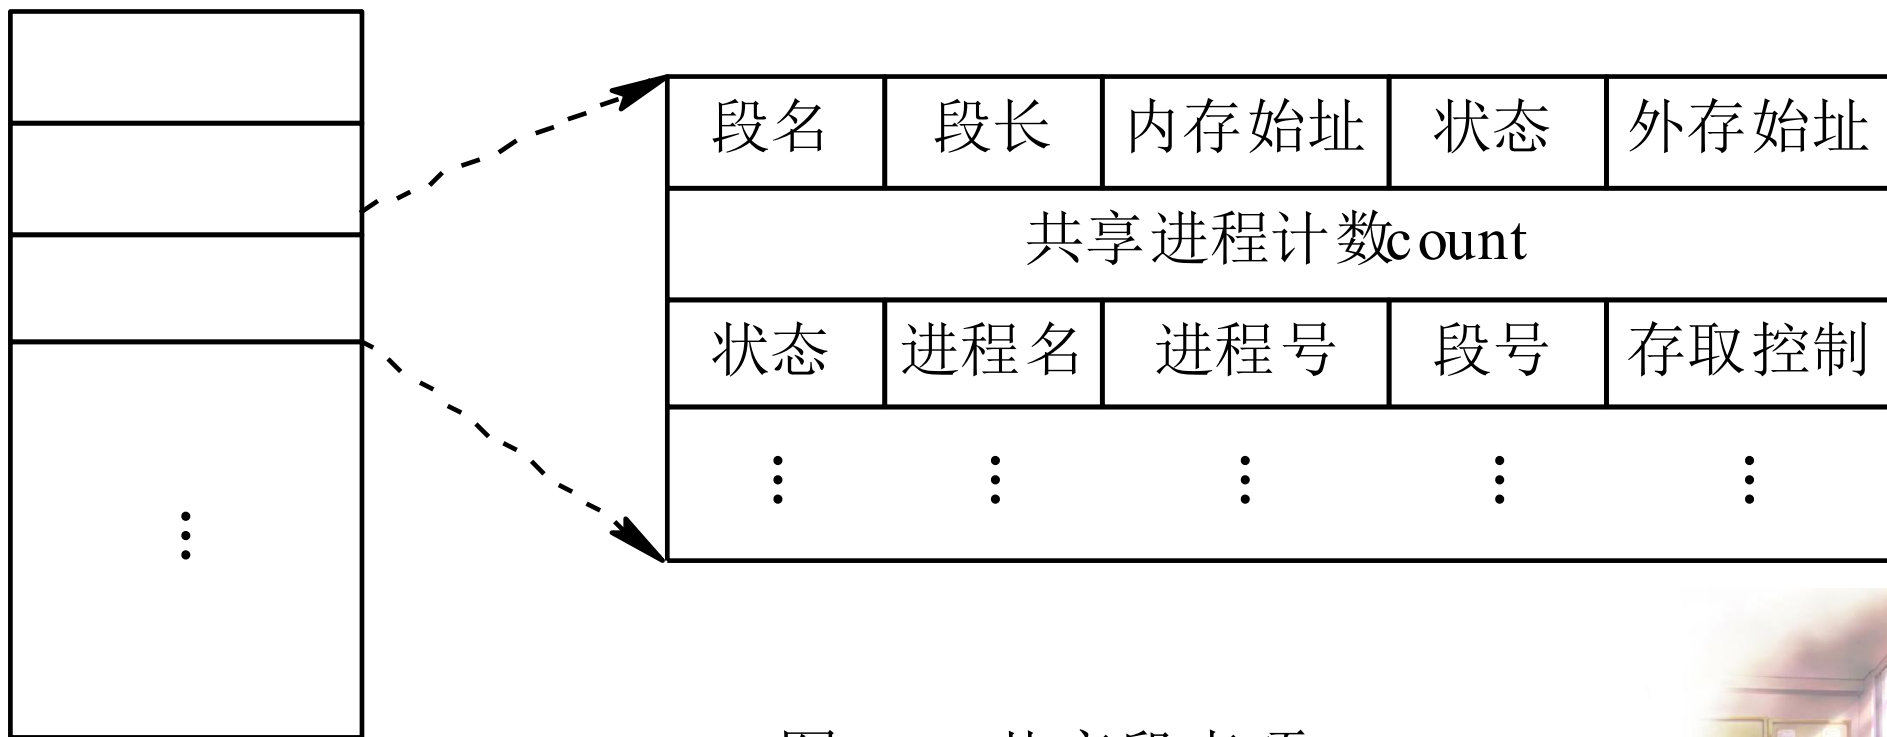 段名 段长 内存始址 状态 外存始址
共享进程计数count
状态 进程名 进程号 段号 存取控制